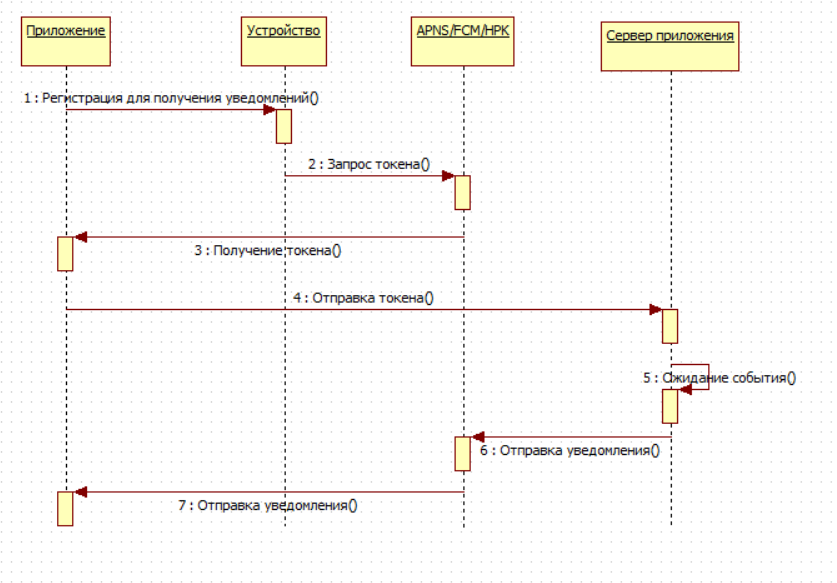 Приложение
Устройство
APNS/FCM/HPK
Сервер приложения
1 : Регистрация для получения уведомлений()
2 : Запрос токена()
3 : Получение токена()
4 : Отправка токена()
5 : Ожидание события()
6 : Отправка уведомления()
7 : Отправка уведомления()